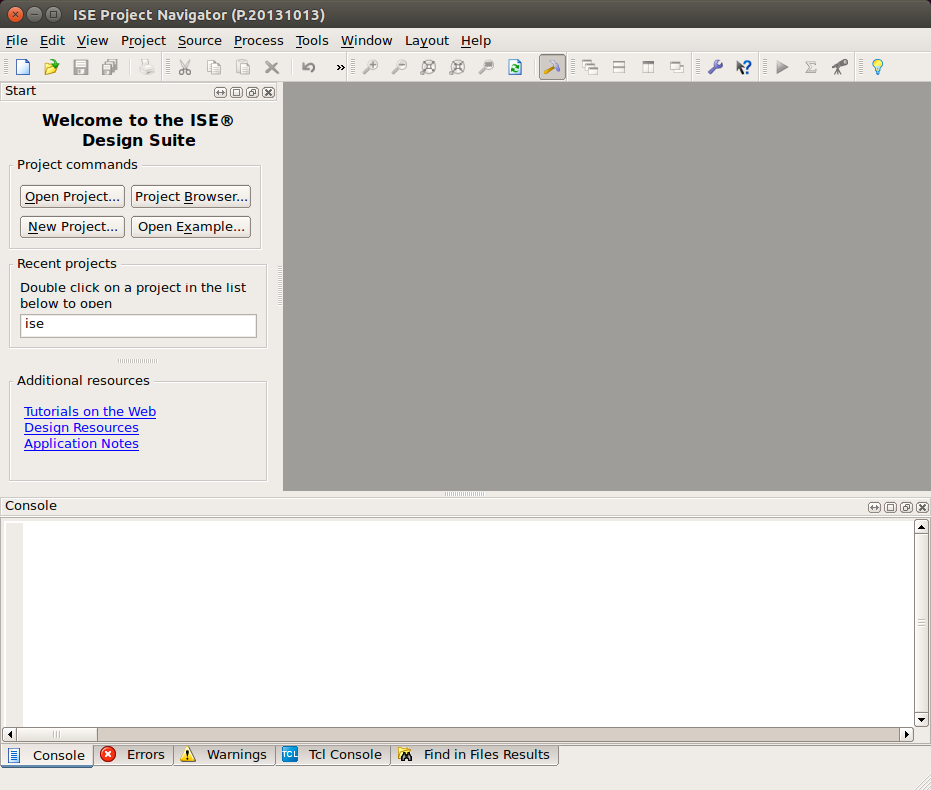 ISE Project Navigator (P.20131013)
File Edit View Project Source Process Tools Window Layout Help
»
Start
Welcome to the ISE®
Design Suite
Project commands
Open Project... Project Browser...
New Project... Open Example...
Recent projects
Double click on a project in the list
below to open
ise
Additional resources
Tutorials on the Web
Design Resources
Application Notes
Console
Console Errors Warnings TCL Tcl Console Find in Files Results